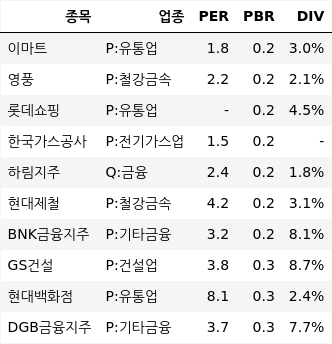 종목 업종 PER PBR DIV
이마트 P:유통업 1.8 0.2 3.0%
영풍 P:철강금속 2.2 0.2 2.1%
롯데쇼핑 P:유통업 - 0.2 4.5%
한국가스공사 P:전기가스업 1.5 0.2 -
하림지주 Q:금융 2.4 0.2 1.8%
현대제철 P:철강금속 4.2 0.2 3.1%
BNK금융지주 P:기타금융 3.2 0.2 8.1%
GS건설 P:건설업 3.8 0.3 8.7%
현대백화점 P:유통업 8.1 0.3 2.4%
DGB금융지주 P:기타금융 3.7 0.3 7.7%